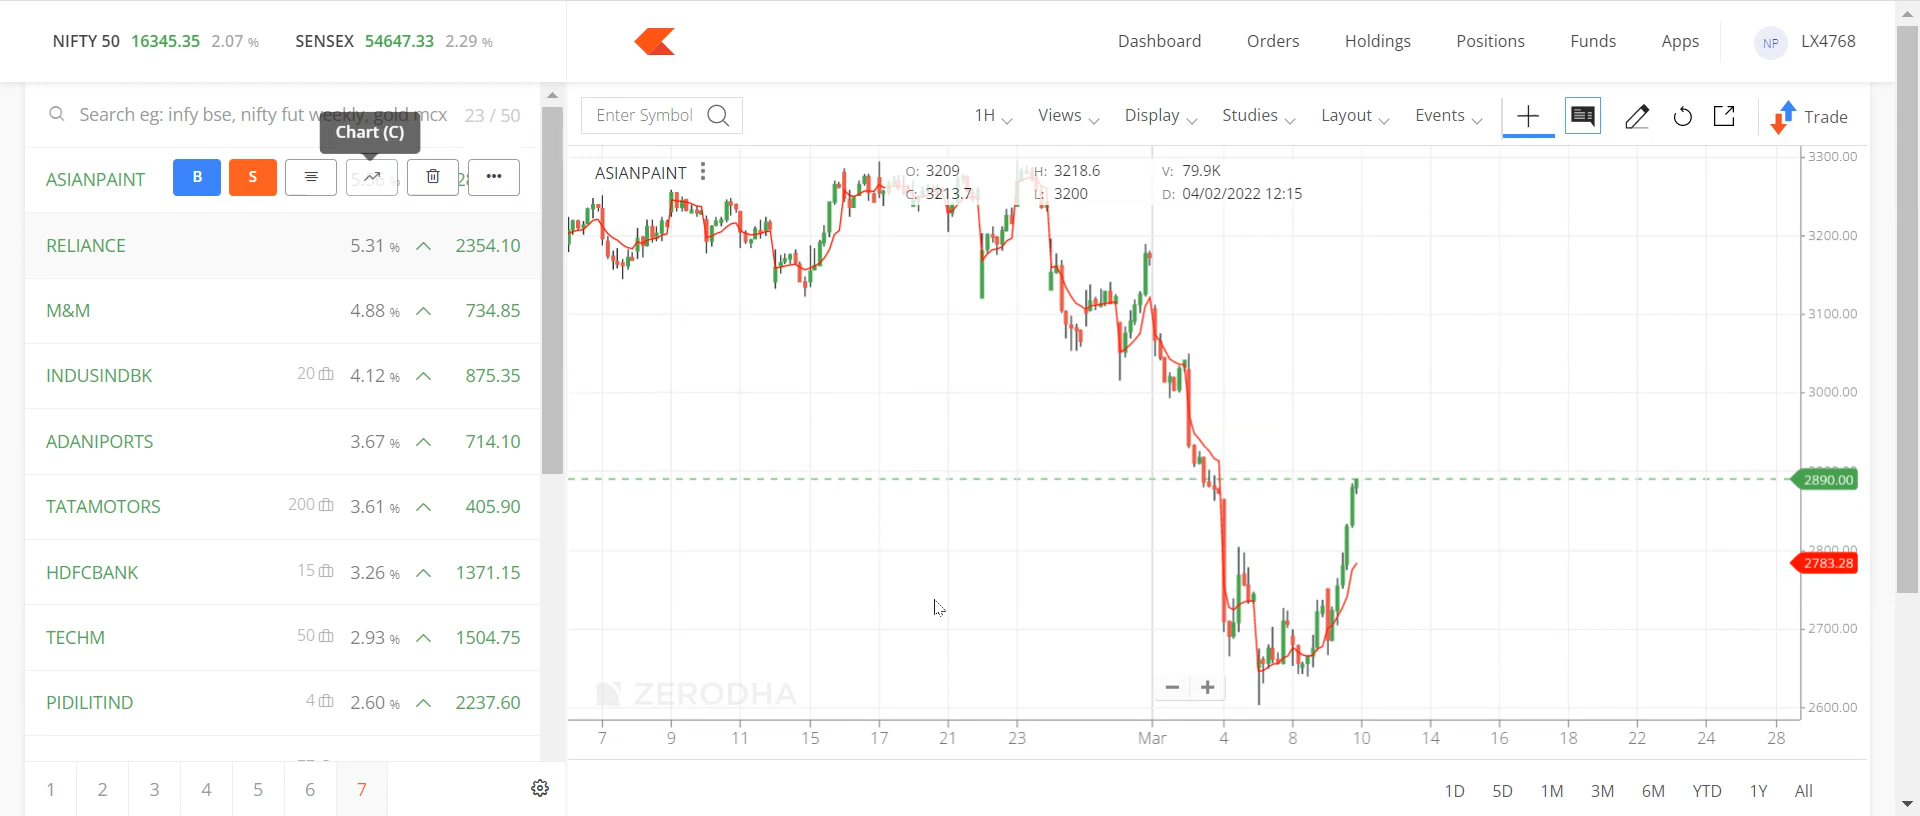 NIFTY 50 16345.35 2.07 % SENSEX 54647.33 2.29 %
Dashboard Orders Holdings Positions Funds Apps NP LX4768
Search eg: infy bse, nifty fut weekly, gold mcx 23 / 50
Chart (C)
ASIANPAINT B S
RELIANCE 5.31 % 2354.10
M&M 4.88 % 734.85
INDUSINDBK 20 4.12 % 875.35
ADANIPORTS 3.67 % 714.10
TATAMOTORS 200 3.61 % 405.90
HDFCBANK 15 3.26 % 1371.15
TECHM 50 2.93 % 1504.75
PIDILITIND 4 2.60 % 2237.60
1 2 3 4 5 6 7
Enter Symbol 1H Views Display Studies Layout Events Trade
ASIANPAINT O: 3209 H: 3218.6 V: 79.9K
C: 3213.7 L: 3200 D: 04/02/2022 12:15
3300.00
3200.00
3100.00
3000.00
2890.00
2800.00
2783.28
2700.00
2600.00
ZERODHA
7 9 11 15 17 21 23 Mar 4 8 10 14 16 18 22 24 28
1D 5D 1M 3M 6M YTD 1Y All